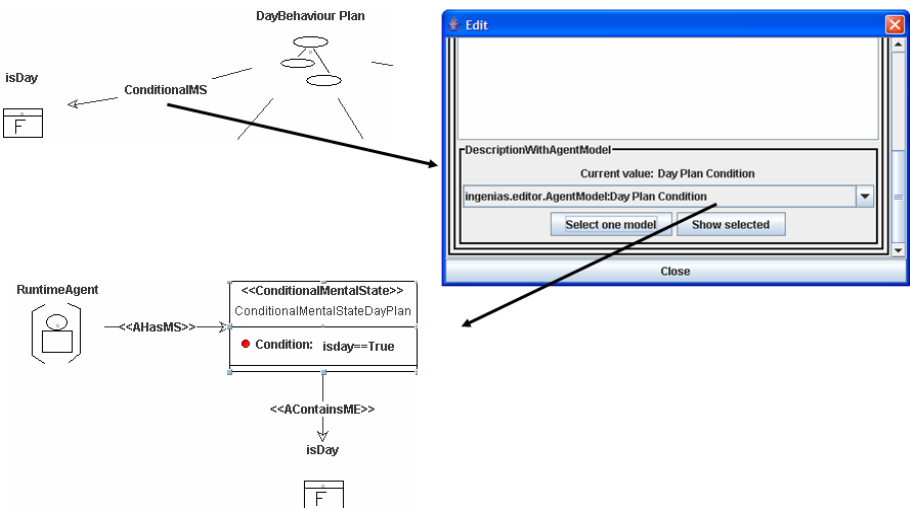 DayBehaviour Plan
isDay
ConditionalMS
F
Edit
DescriptionWithAgentModel
Current value: Day Plan Condition
ingenias.editor.AgentModel:Day Plan Condition
Select one model
Show selected
Close
RuntimeAgent
<<AHasMS>>
<<ConditionalMentalState>>
ConditionalMentalStateDayPlan
Condition: isday==True
<<AContainsME>>
isDay
F